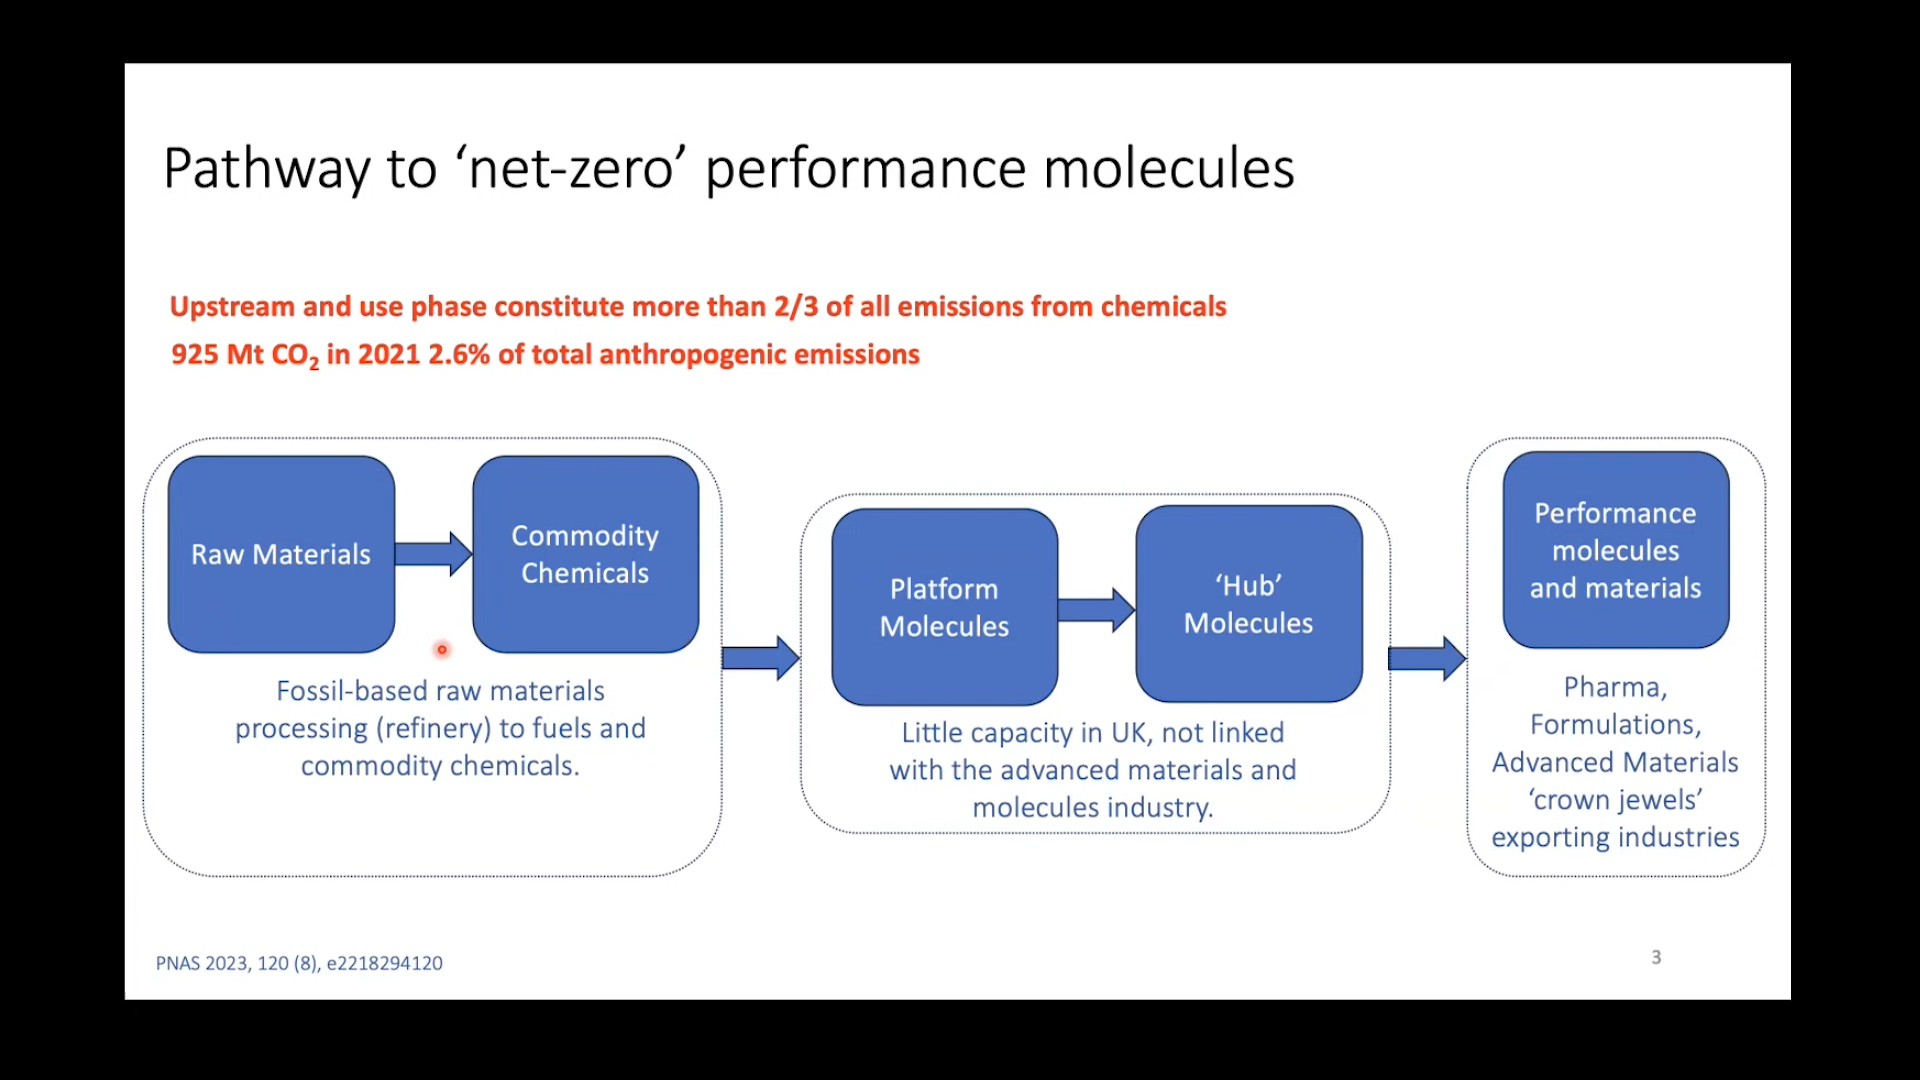 Pathway to ‘net-zero’ performance molecules
Upstream and use phase constitute more than 2/3 of all emissions from chemicals
925 Mt CO₂ in 2021 2.6% of total anthropogenic emissions
Raw Materials
Commodity
Chemicals
Fossil-based raw materials
processing (refinery) to fuels and
commodity chemicals.
Platform
Molecules
‘Hub’
Molecules
Little capacity in UK, not linked
with the advanced materials and
molecules industry.
Performance
molecules
and materials
Pharma,
Formulations,
Advanced Materials
‘crown jewels’
exporting industries
PNAS 2023, 120 (8), e2218294120
3